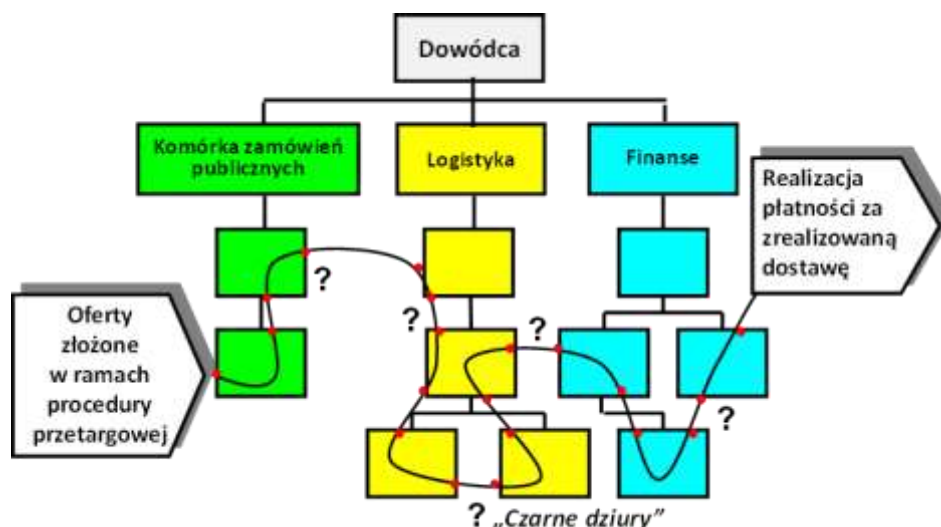 Dowódca
Komórka zamówień
publicznych
Logistyka
Finanse
Realizacja
płatności za
zrealizowaną
dostawę
?
?
?
Oferty
złożone
w ramach
procedury
przetargowej
?
? „Czarne dziury”